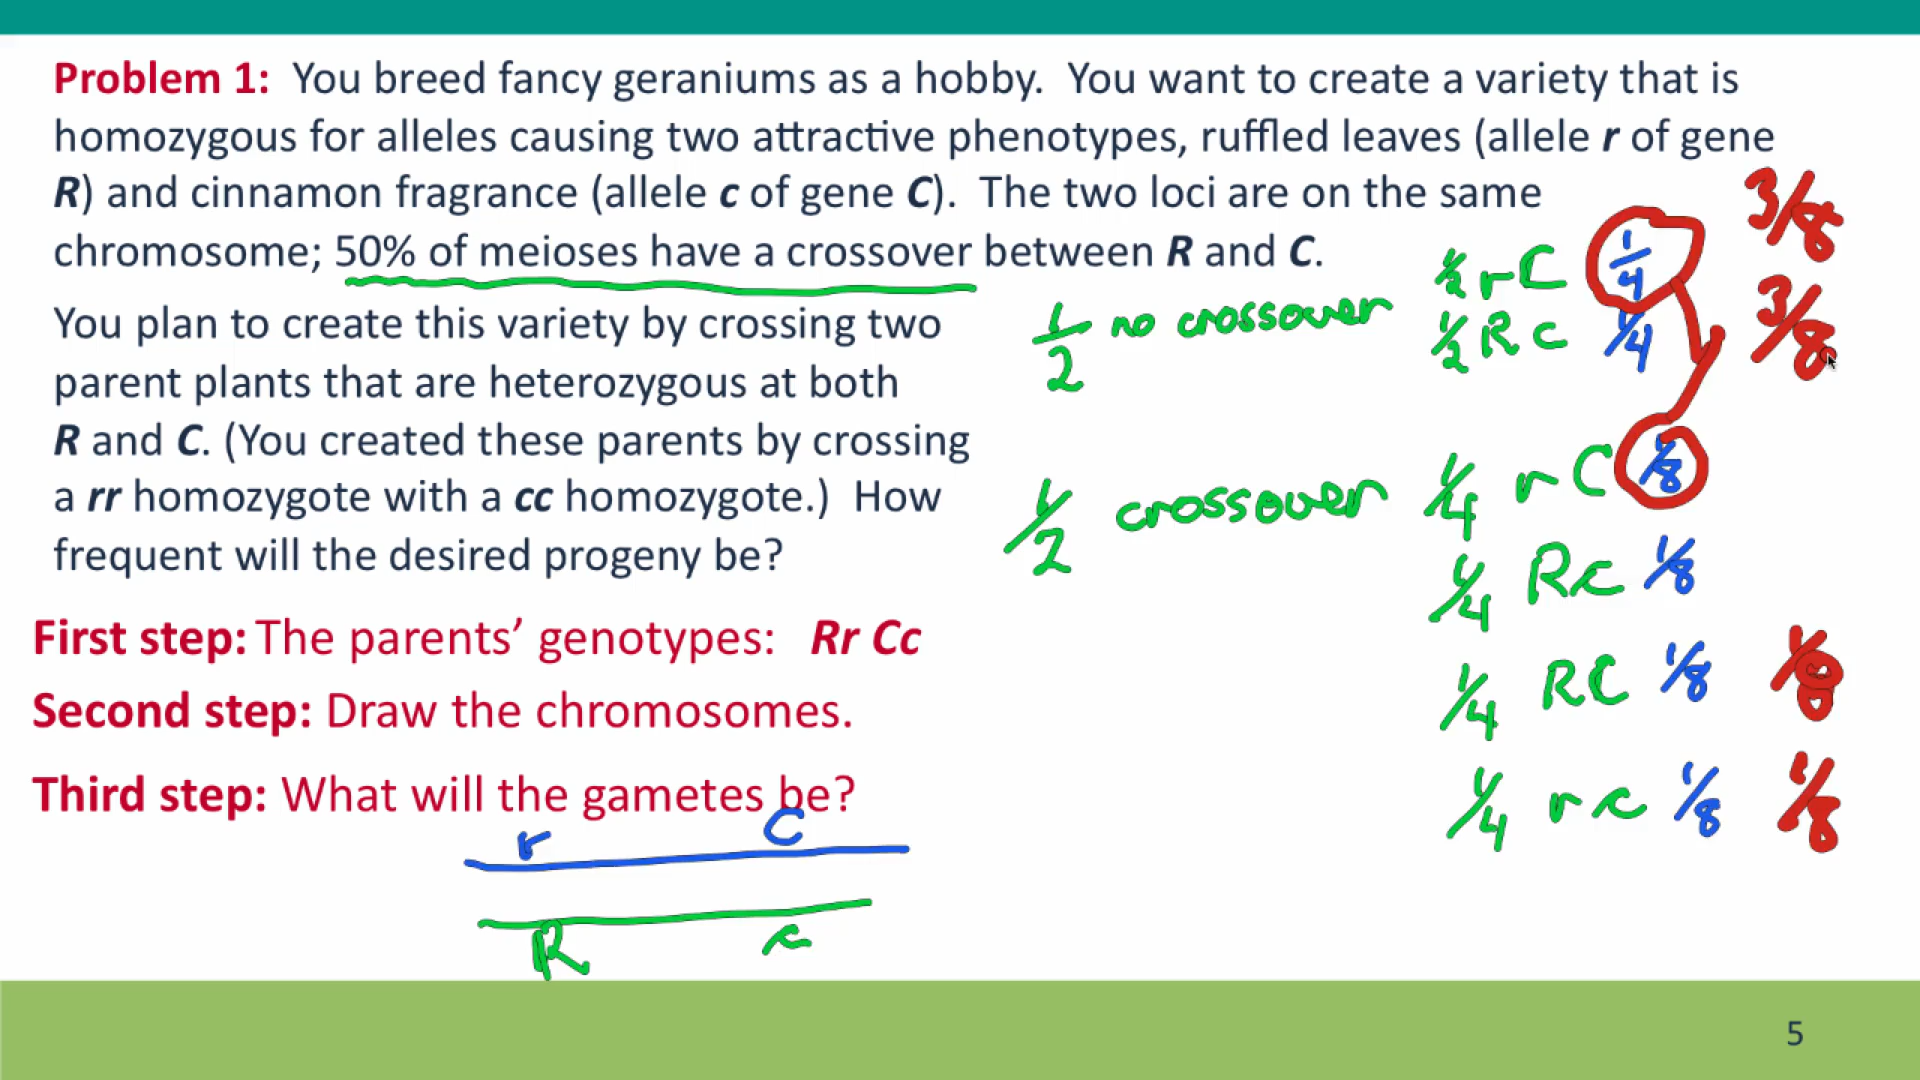 Problem 1: You breed fancy geraniums as a hobby. You want to create a variety that is
homozygous for alleles causing two attractive phenotypes, ruffled leaves (allele r of gene
R) and cinnamon fragrance (allele c of gene C). The two loci are on the same
chromosome; 50% of meioses have a crossover between R and C.
You plan to create this variety by crossing two
parent plants that are heterozygous at both
R and C. (You created these parents by crossing
a rr homozygote with a cc homozygote.) How
frequent will the desired progeny be?
First step: The parents’ genotypes: Rr Cc
Second step: Draw the chromosomes.
Third step: What will the gametes be?
r C
R c
1/2 no crossover
1/2 r C 1/4 3/8
1/2 R c 1/4 3/8
1/2 crossover
1/4 r C 1/8
1/4 R c 1/8
1/4 R C 1/8 1/8
1/4 r c 1/8 1/8
5